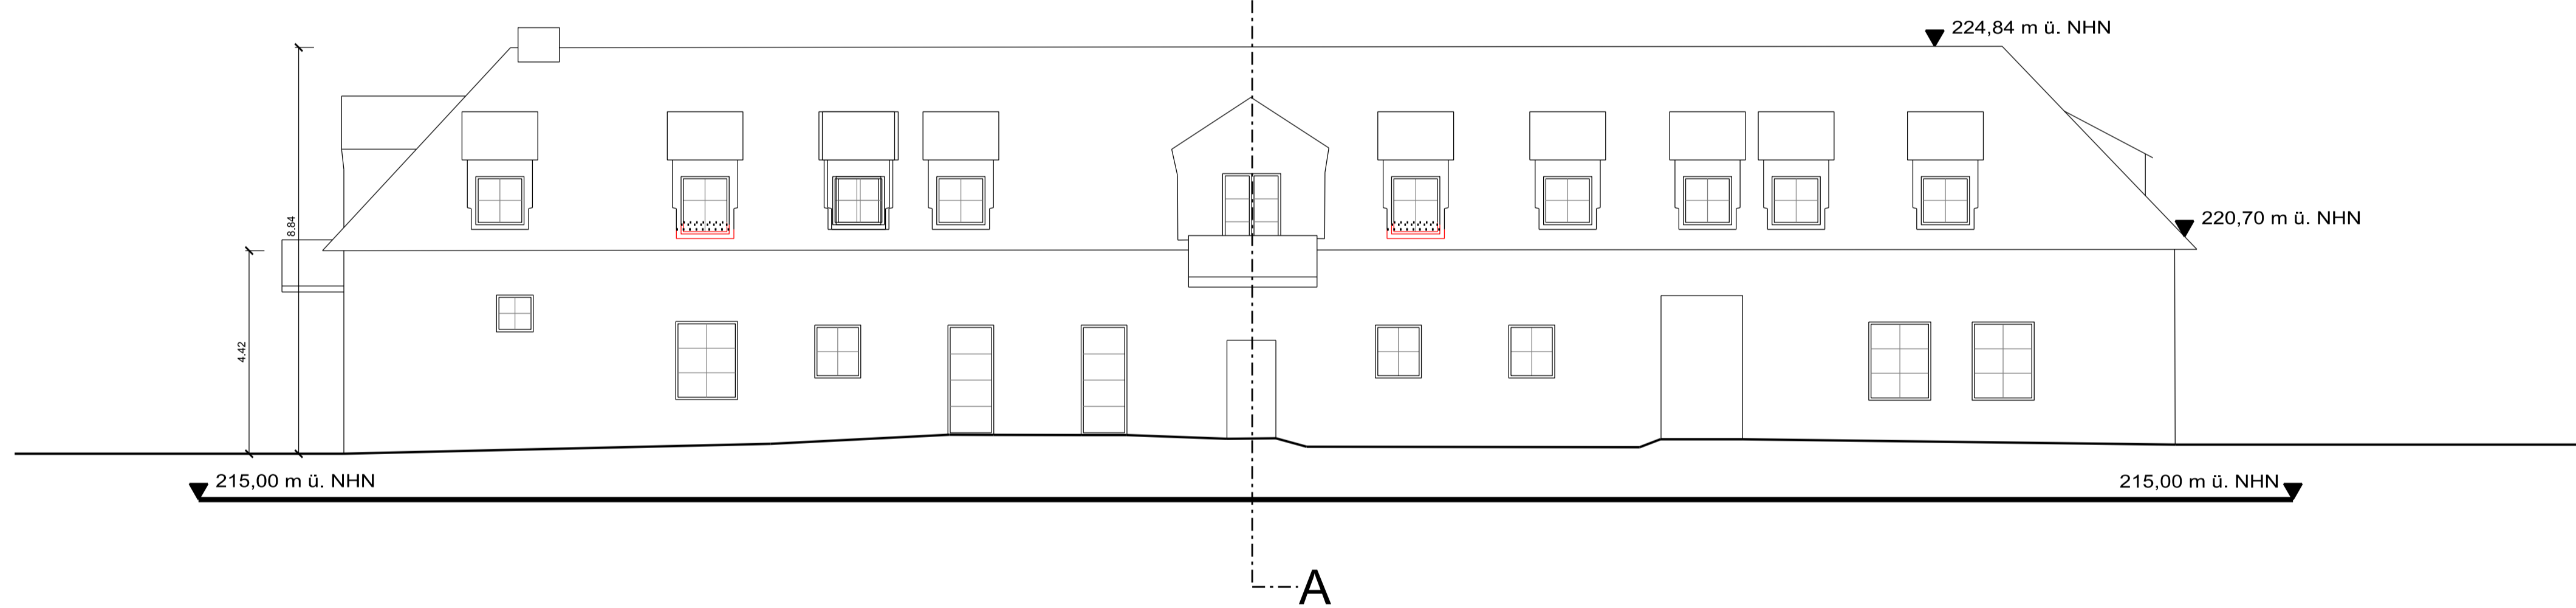 224,84 m ü. NHN
8.84
220,70 m ü. NHN
4.42
215,00 m ü. NHN
215,00 m ü. NHN
A